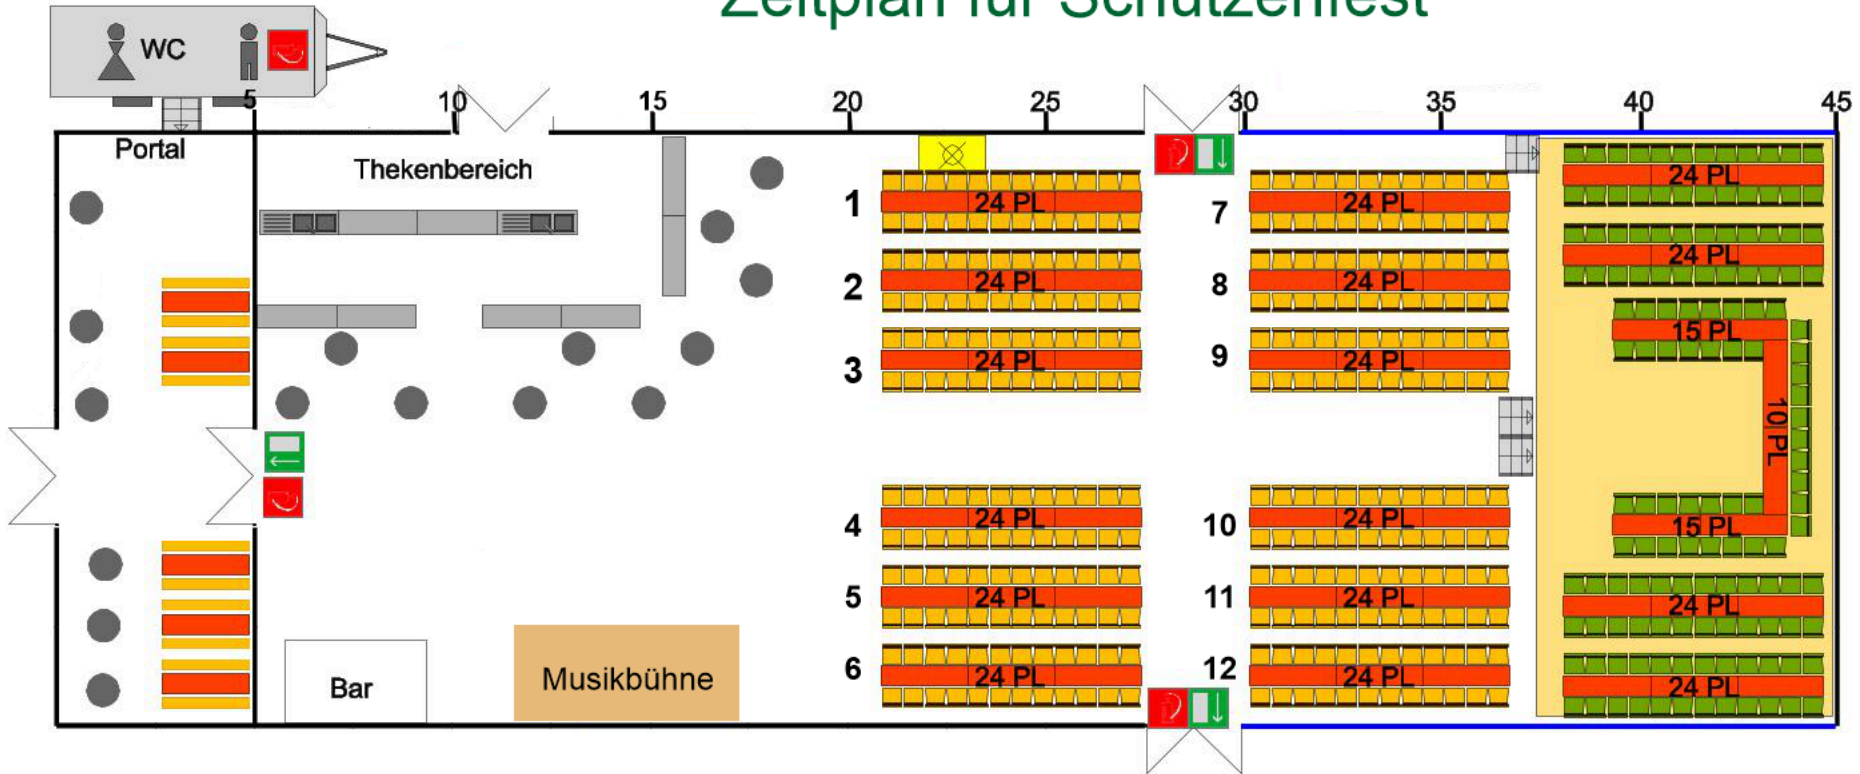 Zeitplan für Schützenfest
WC
5 10 15 20 25 30 35 40 45
Portal
Thekenbereich
1 24 PL 7 24 PL 24 PL
2 24 PL 8 24 PL 24 PL
3 24 PL 9 24 PL 15 PL
10 PL
4 24 PL 10 24 PL 15 PL
5 24 PL 11 24 PL 24 PL
6 24 PL 12 24 PL 24 PL
Bar
Musikbühne